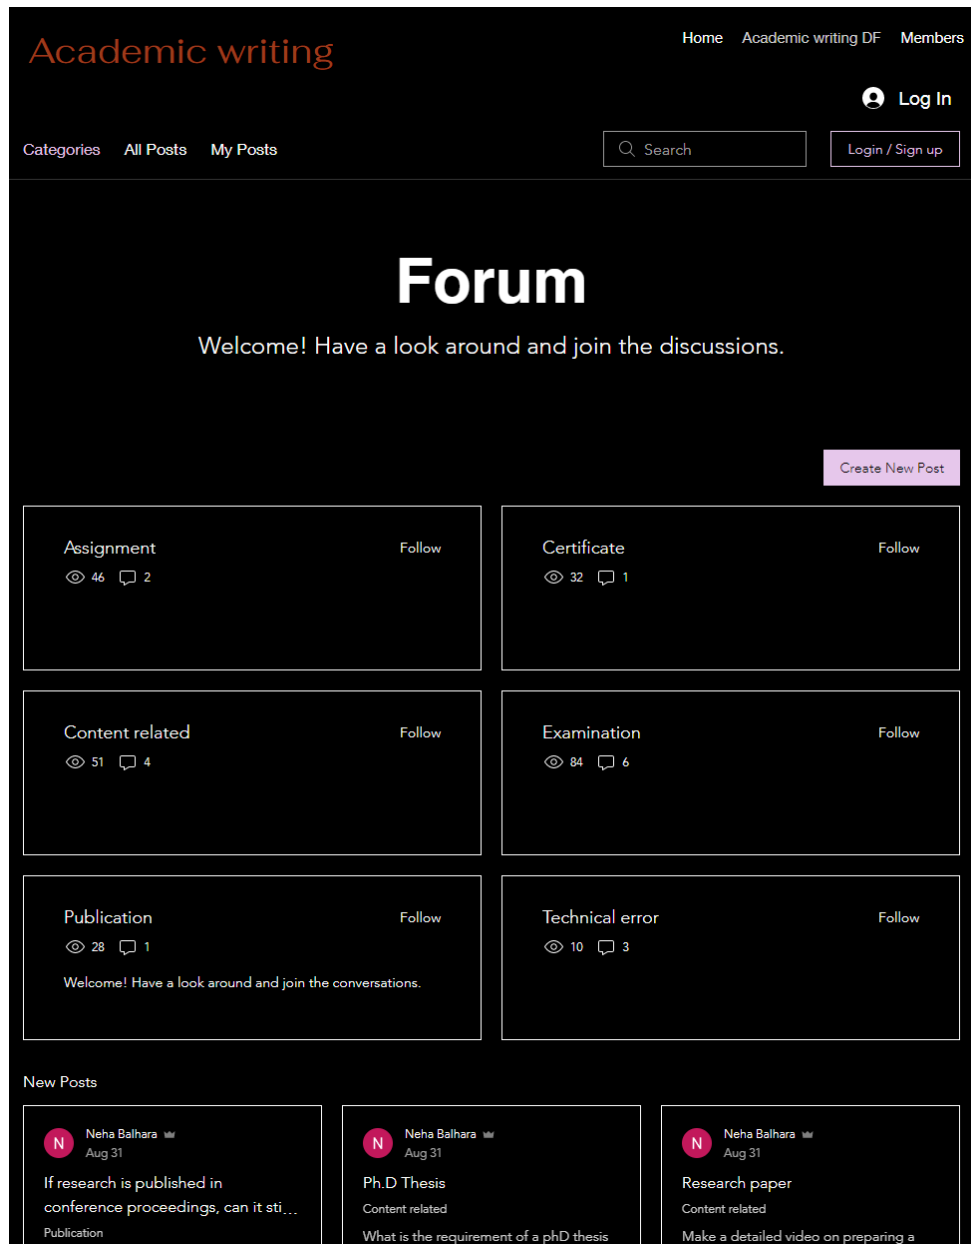 Academic writing
Home Academic writing DF Members
Log In
Categories All Posts My Posts
Search
Login / Sign up
Forum
Welcome! Have a look around and join the discussions.
Create New Post
Assignment Follow
46 2
Certificate Follow
32 1
Content related Follow
51 4
Examination Follow
84 6
Publication Follow
28 1
Welcome! Have a look around and join the conversations.
Technical error Follow
10 3
New Posts
N
Neha Balhara
Aug 31
If research is published in
conference proceedings, can it sti...
Publication
N
Neha Balhara
Aug 31
Ph.D Thesis
Content related
What is the requirement of a phD thesis
N
Neha Balhara
Aug 31
Research paper
Content related
Make a detailed video on preparing a